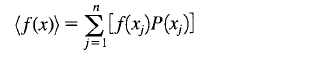 ⟨f(x)⟩ = ∑_{j=1}^{n} [f(x_j)P(x_j)]